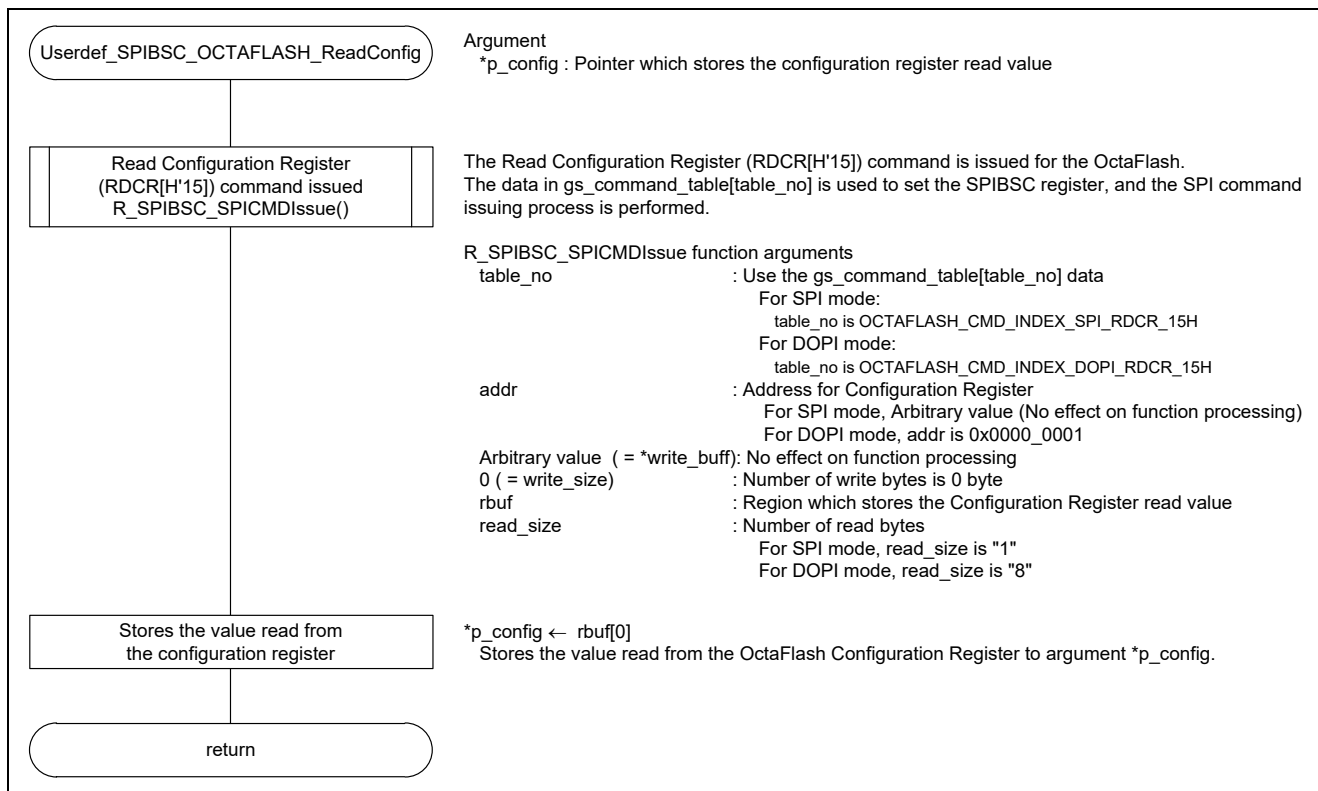 Userdef_SPIBSC_OCTAFLASH_ReadConfig
Argument
*p_config : Pointer which stores the configuration register read value
Read Configuration Register
(RDCR[H'15]) command issued
R_SPIBSC_SPICMDIssue()
The Read Configuration Register (RDCR[H'15]) command is issued for the OctaFlash.
The data in gs_command_table[table_no] is used to set the SPIBSC register, and the SPI command
issuing process is performed.
R_SPIBSC_SPICMDIssue function arguments
table_no : Use the gs_command_table[table_no] data
For SPI mode:
table_no is OCTAFLASH_CMD_INDEX_SPI_RDCR_15H
For DOPI mode:
table_no is OCTAFLASH_CMD_INDEX_DOPI_RDCR_15H
addr : Address for Configuration Register
For SPI mode, Arbitrary value (No effect on function processing)
For DOPI mode, addr is 0x0000_0001
Arbitrary value ( = *write_buff): No effect on function processing
0 ( = write_size) : Number of write bytes is 0 byte
rbuf : Region which stores the Configuration Register read value
read_size : Number of read bytes
For SPI mode, read_size is "1"
For DOPI mode, read_size is "8"
Stores the value read from
the configuration register
*p_config ← rbuf[0]
Stores the value read from the OctaFlash Configuration Register to argument *p_config.
return